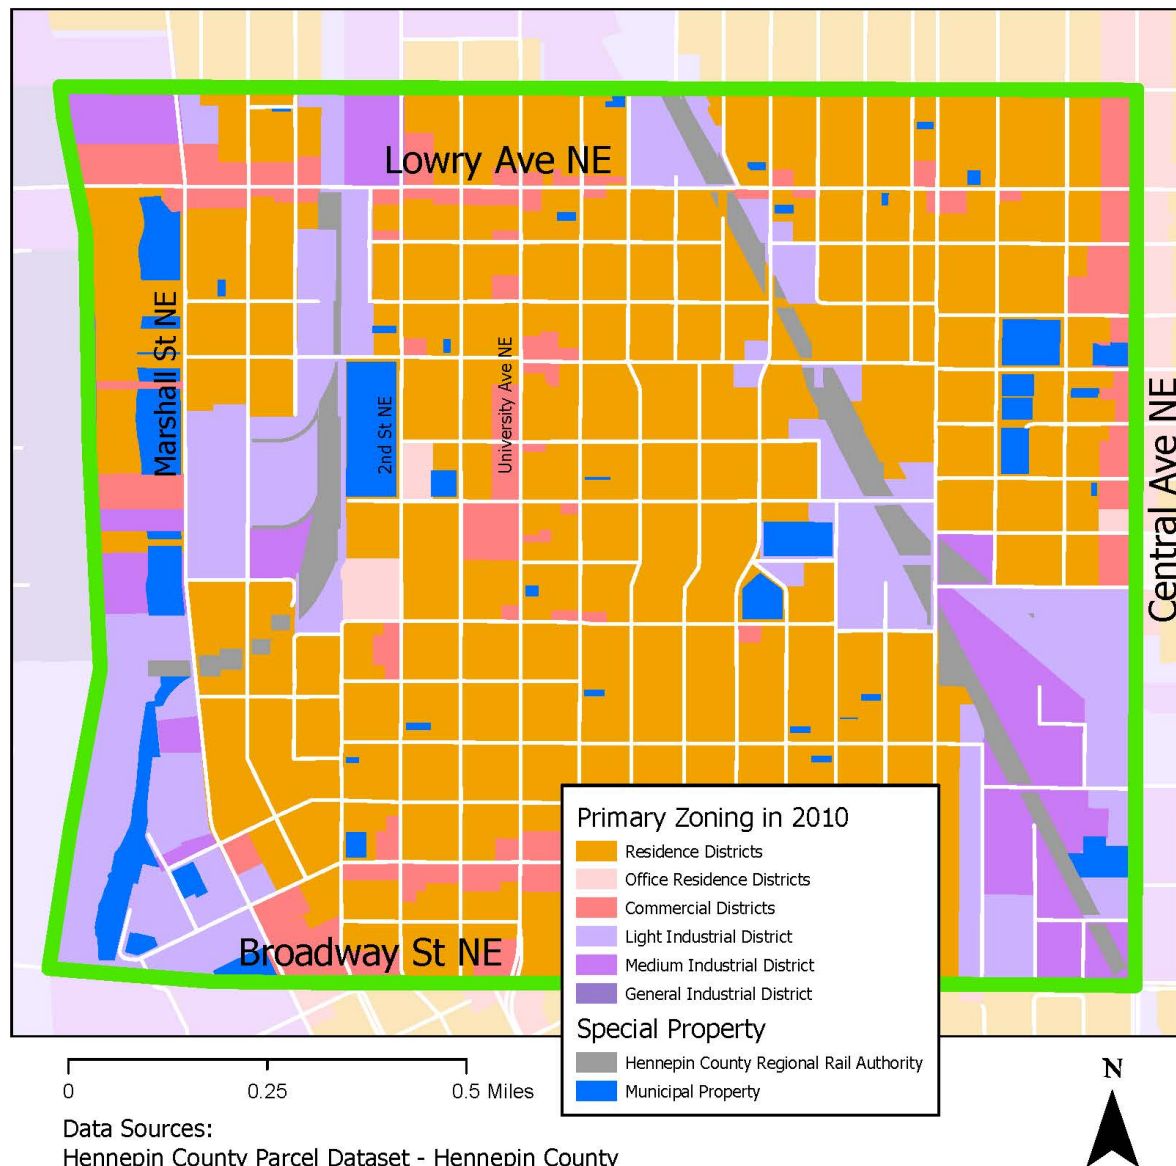 Lowry Ave NE
Marshall St NE
2nd St NE
University Ave NE
Central Ave NE
Broadway St NE
Primary Zoning in 2010
Residence Districts
Office Residence Districts
Commercial Districts
Light Industrial District
Medium Industrial District
General Industrial District
Special Property
Hennepin County Regional Rail Authority
Municipal Property
0 0.25 0.5 Miles
N
Data Sources:
Hennepin County Parcel Dataset - Hennepin County